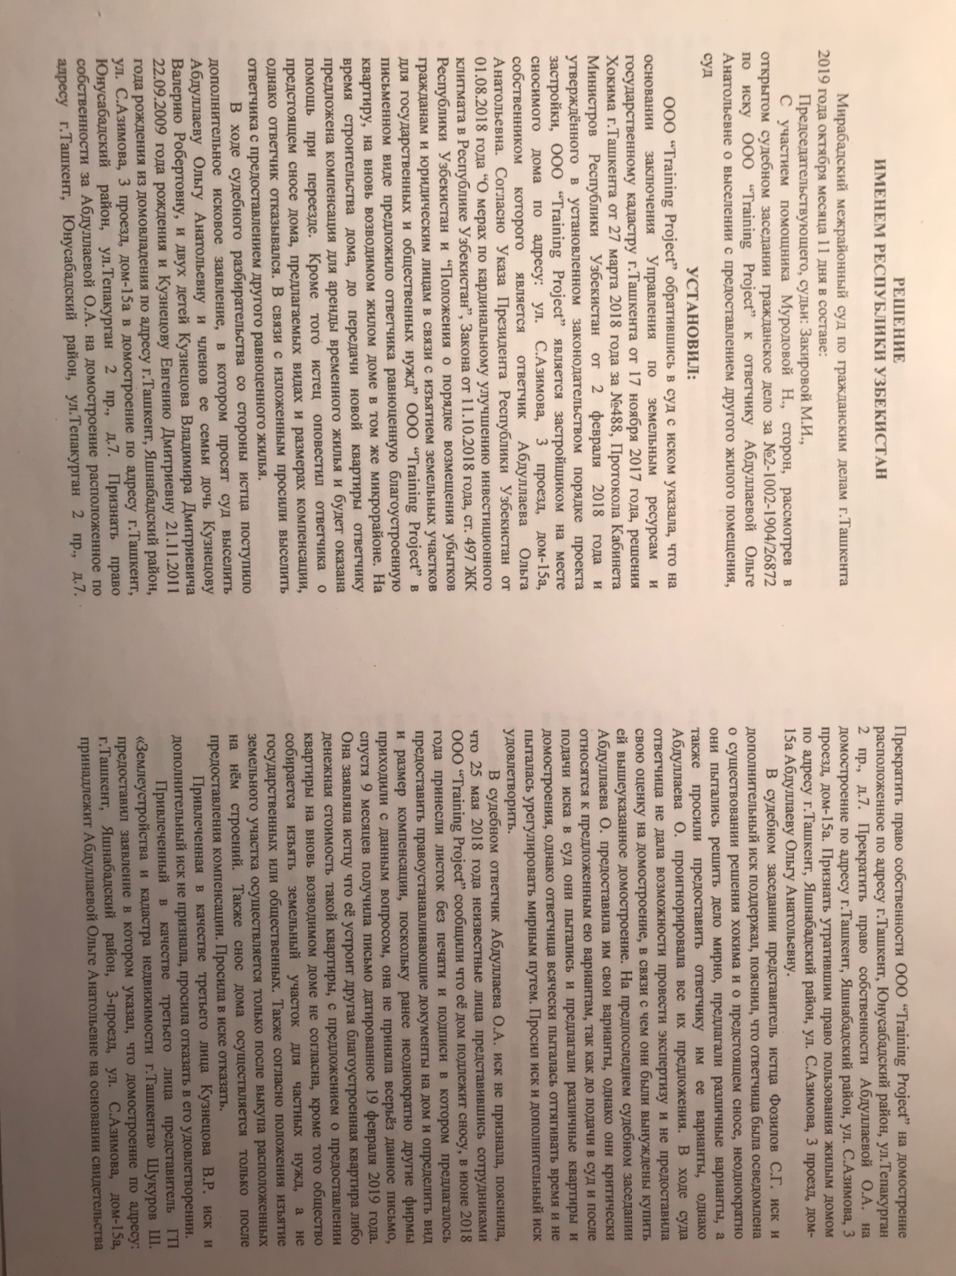 РЕШЕНИЕ
ИМЕНЕМ РЕСПУБЛИКИ УЗБЕКИСТАН
Мирабадский межрайонный суд по гражданским делам г.Ташкента
2019 года октября месяца 11 дня в составе:
Председательствующего, судьи: Закировой М.И.,
С участием помощника Муродовой Н., сторон, рассмотрев в
открытом судебном заседании гражданское дело за №2-1002-1904/26872
по иску ООО "Training Project" к ответчику Абдуллаевой Ольге
Анатольевне о выселении с предоставлением другого жилого помещения,
суд
УСТАНОВИЛ:
ООО "Training Project" обратившись в суд с иском указала, что на
основании заключения Управления по земельным ресурсам и
государственному кадастру г.Ташкента от 17 ноября 2017 года, решения
Хокима г.Ташкента от 27 марта 2018 года за №488, Протокола Кабинета
Министров Республики Узбекистан от 2 февраля 2018 года и
утверждённого в установленном законодательством порядке проекта
застройки, ООО "Training Project" является застройщиком на месте
сносимого дома по адресу: ул. С.Азимова, 3 проезд, дом-15а,
собственником которого является ответчик Абдуллаева Ольга
Анатольевна. Согласно Указа Президента Республики Узбекистан от
01.08.2018 года "О мерах по кардинальному улучшению инвестиционного
климата в Республике Узбекистан", Закона от 11.10.2018 года, ст. 497 ЖК
Республики Узбекистан и "Положения о порядке возмещения убытков
гражданам и юридическим лицам в связи с изъятием земельных участков
для государственных и общественных нужд" ООО "Training Project" в
письменном виде предложило ответчика равноценную благоустроенную
квартиру, на вновь возводимом жилом доме в том же микрорайоне. На
время строительства дома, до передачи новой квартиры ответчику
предложена компенсация для аренды временного жилья и будет оказана
помощь при переезде. Кроме того истец оповестил ответчика о
предстоящем сносе дома, предлагаемых видах и размерах компенсации,
однако ответчик отказывался. В связи с изложенным просили выселить
ответчика с предоставлением другого равноценного жилья.
В ходе судебного разбирательства со стороны истца поступило
дополнительное исковое заявление, в котором просят суд выселить
Абдуллаеву Ольгу Анатольевну и членов ее семьи дочь Кузнецову
Валерию Робертовну, и двух детей Кузнецова Владимира Дмитриевича
22.09.2009 года рождения и Кузнецову Евгению Дмитриевну 21.11.2011
года рождения из домовладения по адресу г.Ташкент, Яшнабадский район,
ул. С.Азимова, 3 проезд, дом-15а в домостроение по адресу г.Ташкент,
Юнусабадский район, ул.Тепакурган 2 пр., д.7. Признать право
собственности за Абдуллаевой О.А. на домостроение расположенное по
адресу г.Ташкент, Юнусабадский район, ул.Тепакурган 2 пр., д.7.
Прекратить право собственности ООО "Training Project" на домострение
расположенное по адресу г.Ташкент, Юнусабадский район, ул.Тепакурган
2 пр., д.7. Прекратить право собственности Абдуллаевой О.А. на
домостроение по адресу г.Ташкент, Яшнабадский район, ул. С.Азимова, 3
проезд, дом-15а. Признать утратившим право пользования жилым домом
по адресу г.Ташкент, Яшнабадский район, ул. С.Азимова, 3 проезд, дом-
15а Абдуллаеву Ольгу Анатольевну.
В судебном заседании представитель истца Фозилов С.Г. иск и
дополнительный иск поддержал, пояснил, что ответчица была осведомлена
о существовании решения хокима и о предстоящем сносе, неоднократно
они пытались решить дело мирно, предлагали различные варианты, а
также просили предоставить ответчику им ее варианты, однако
Абдуллаева О. проигнорировала все их предложения. В ходе суда
ответчица не дала возможности провести экспертизу и не предоставила
свою оценку на домостроение, в связи с чем они были вынуждены купить
ей вышеуказанное домостроение. На предпоследнем судебном заседании
Абдуллаева О. предоставила им свои варианты, однако они критически
относятся к предложенным ею вариантам, так как до подачи в суд и после
подачи иска в суд они пытались и предлагали различные квартиры и
домостроения, однако ответчица всячески пыталась оттягивать время и не
пыталась урегулировать мирным путем. Просил иск и дополнительный иск
удовлетворить.
В судебном ответчик Абдуллаева О.А. иск не признала, пояснила,
что 25 мая 2018 года неизвестные лица представившись сотрудниками
ООО "Training Project" сообщили что её дом подлежит сносу, в июне 2018
года принесли листок без печати и подписи в котором предлагалось
предоставить правоустанавливающие документы на дом и определить вид
и размер компенсации, поскольку ранее неоднократно другие фирмы
приходили с данным вопросом, она не приняла всерьёз данное письмо,
спустя 9 месяцев получила письмо датированное 19 февраля 2019 года.
Она заявляла истцу что её устроит другая благоустроенная квартира либо
денежная стоимость такой квартиры, с предложением о предоставлении
квартиры на вновь возводимом доме не согласна, кроме того общество
собирается изъять земельный участок для частных нужд, а не
государственных или общественных. Также согласно положения изъятие
земельного участка осуществляется только после выкупа расположенных
на нём строений. Также снос дома осуществляется только после
предоставления компенсации. Просила в иске отказать.
Привлеченная в качестве третьего лица Кузнецова В.Р. иск и
дополнительный иск не признала, просила отказать в его удовлетворении.
Привлеченный в качестве третьего лица представитель ГП
«Землеустройства и кадастра недвижимости г.Ташкента» Шукуров Ш.
предоставил заявление в котором указал, что домостроение по адресу:
г.Ташкент, Яшнабадский район, 3-проезд, ул. С.Азимова, дом-15а,
принадлежит Абдуллаевой Ольге Анатольевне на основании свидетельства